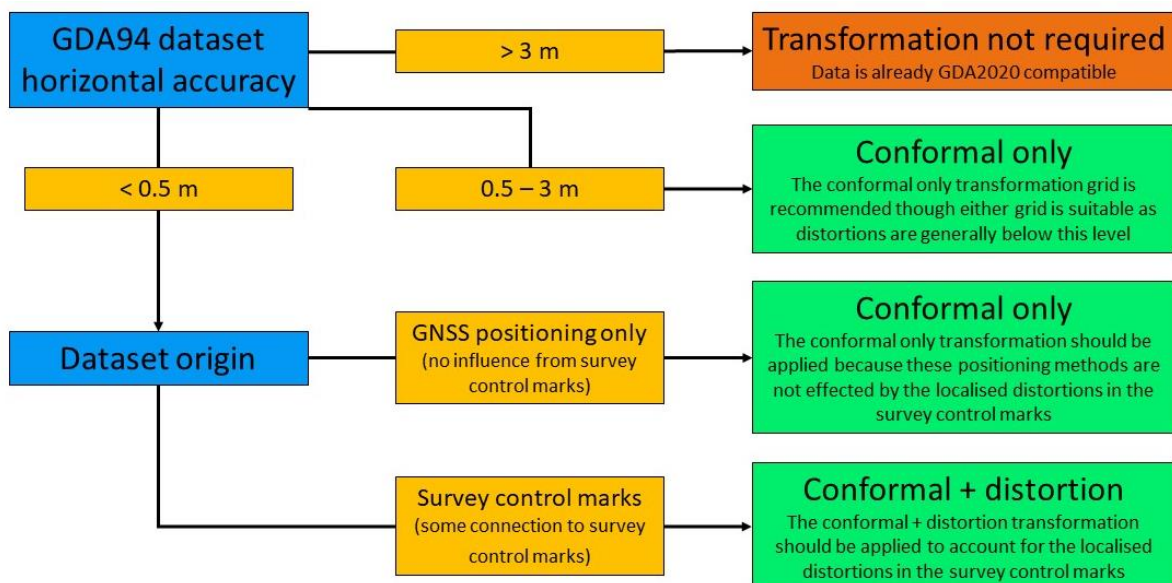 GDA94 dataset
horizontal accuracy
> 3 m
Transformation not required
Data is already GDA2020 compatible
< 0.5 m
0.5 – 3 m
Conformal only
The conformal only transformation grid is
recommended though either grid is suitable as
distortions are generally below this level
Dataset origin
GNSS positioning only
(no influence from survey
control marks)
Conformal only
The conformal only transformation should be
applied because these positioning methods are
not effected by the localised distortions in the
survey control marks
Survey control marks
(some connection to survey
control marks)
Conformal + distortion
The conformal + distortion transformation
should be applied to account for the localised
distortions in the survey control marks